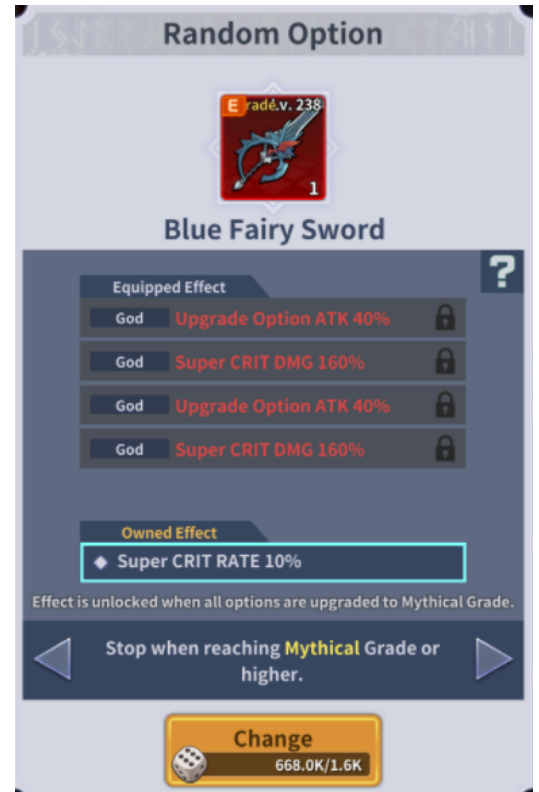 Random Option
E
rade.v. 238
1
Blue Fairy Sword
?
Equipped Effect
God Upgrade Option ATK 40%
God Super CRIT DMG 160%
God Upgrade Option ATK 40%
God Super CRIT DMG 160%
Owned Effect
Super CRIT RATE 10%
Effect is unlocked when all options are upgraded to Mythical Grade.
Stop when reaching Mythical Grade or
higher.
Change
668.0K/1.6K